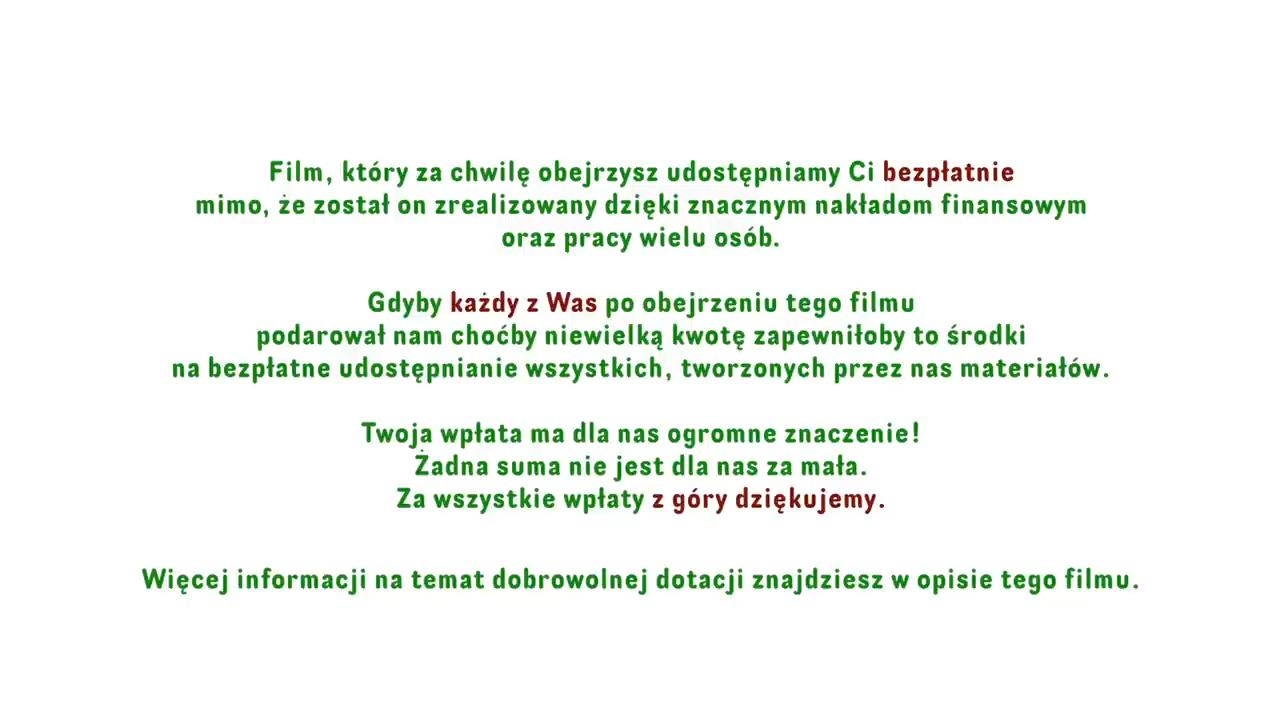 Film, który za chwilę obejrzysz udostępniamy Ci bezpłatnie
mimo, że został on zrealizowany dzięki znacznym nakładom finansowym
oraz pracy wielu osób.
Gdyby każdy z Was po obejrzeniu tego filmu
podarował nam choćby niewielką kwotę zapewniłoby to środki
na bezpłatne udostępnianie wszystkich, tworzonych przez nas materiałów.
Twoja wpłata ma dla nas ogromne znaczenie!
Żadna suma nie jest dla nas za mała.
Za wszystkie wpłaty z góry dziękujemy.
Więcej informacji na temat dobrowolnej dotacji znajdziesz w opisie tego filmu.